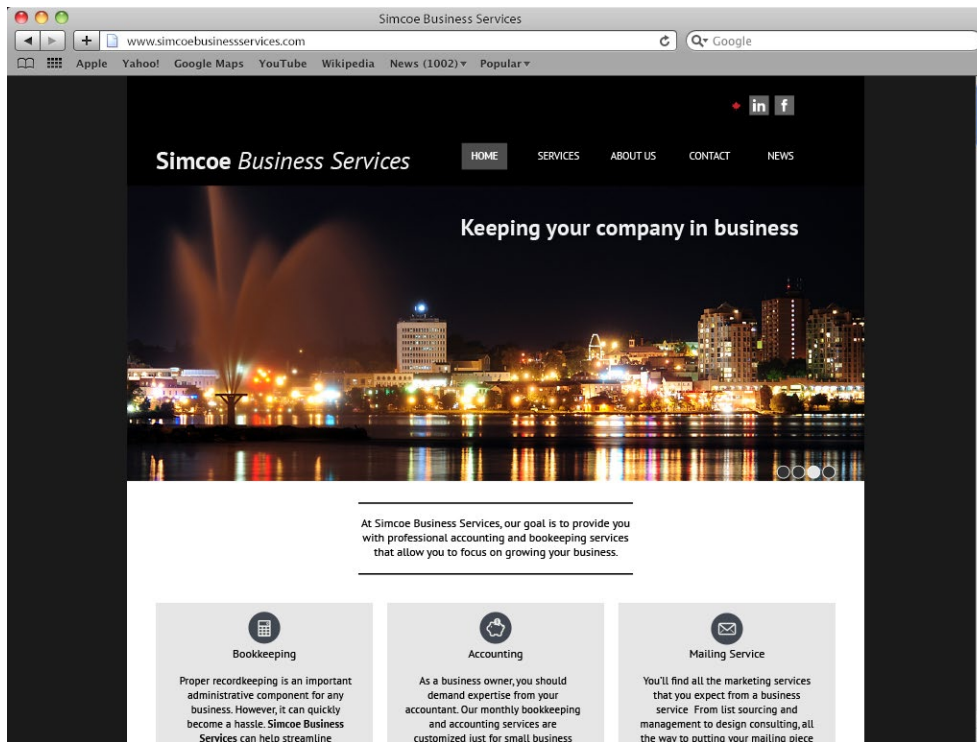 Simcoe Business Services
www.simcoebusinessservices.com
Google
Apple Yahoo! Google Maps YouTube Wikipedia News (1002) Popular
in f
Simcoe Business Services
HOME SERVICES ABOUT US CONTACT NEWS
Keeping your company in business
At Simcoe Business Services, our goal is to provide you
with professional accounting and bookeeping services
that allow you to focus on growing your business.
Bookkeeping
Proper recordkeeping is an important
administrative component for any
business. However, it can quickly
become a hassle. Simcoe Business
Services can help streamline
Accounting
As a business owner, you should
demand expertise from your
accountant. Our monthly bookkeeping
and accounting services are
customized just for small business
Mailing Service
You'll find all the marketing services
that you expect from a business
service From list sourcing and
management to design consulting, all
the way to putting your mailing piece